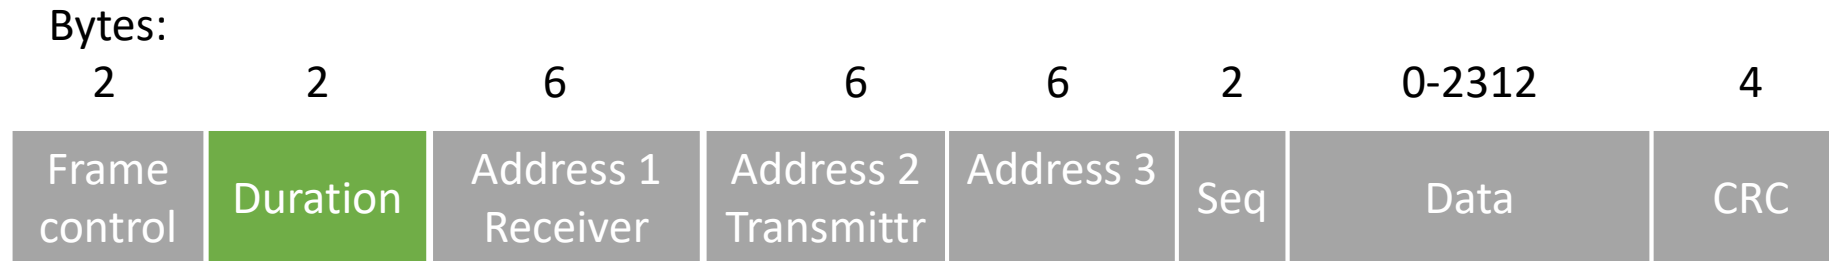 Bytes:
2 2 6 6 6 2 0-2312 4
Frame control
Duration
Address 1 Receiver
Address 2 Transmittr
Address 3
Seq
Data
CRC